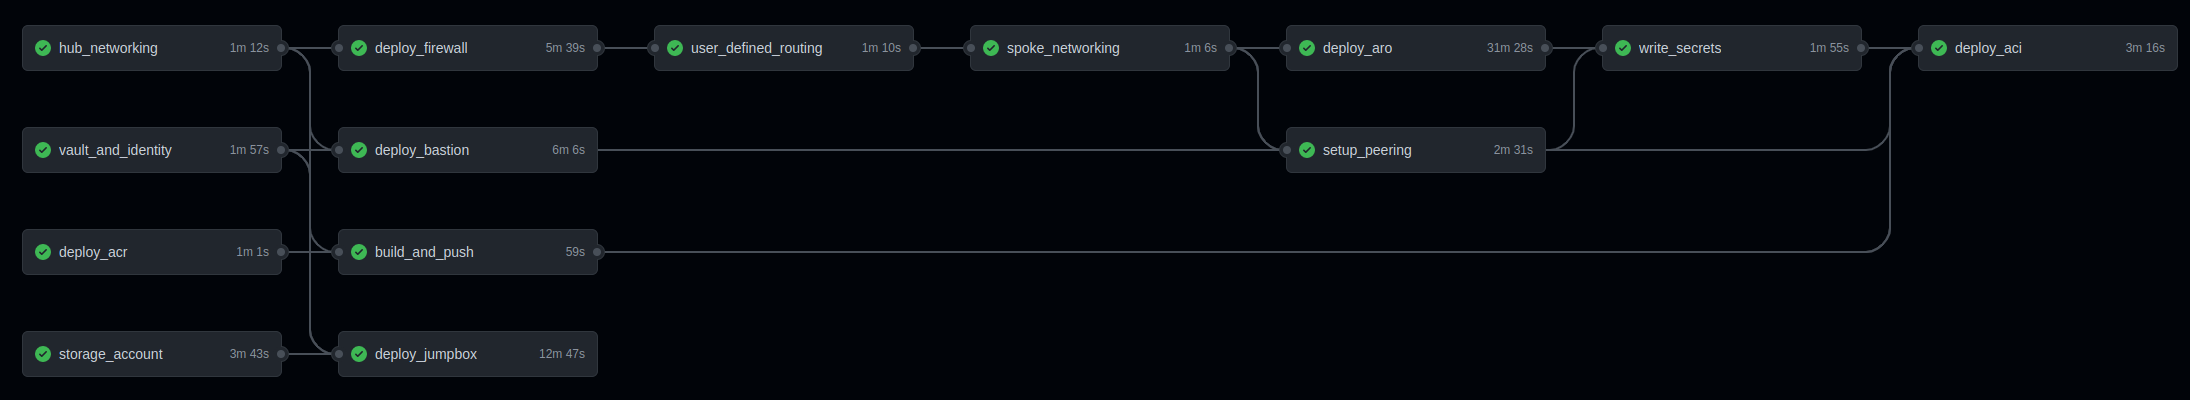 hub_networking 1m 12s
deploy_firewall 5m 39s
user_defined_routing 1m 10s
spoke_networking 1m 6s
deploy_aro 31m 28s
write_secrets 1m 55s
deploy_aci 3m 16s
vault_and_identity 1m 57s
deploy_bastion 6m 6s
setup_peering 2m 31s
deploy_acr 1m 1s
build_and_push 59s
storage_account 3m 43s
deploy_jumpbox 12m 47s